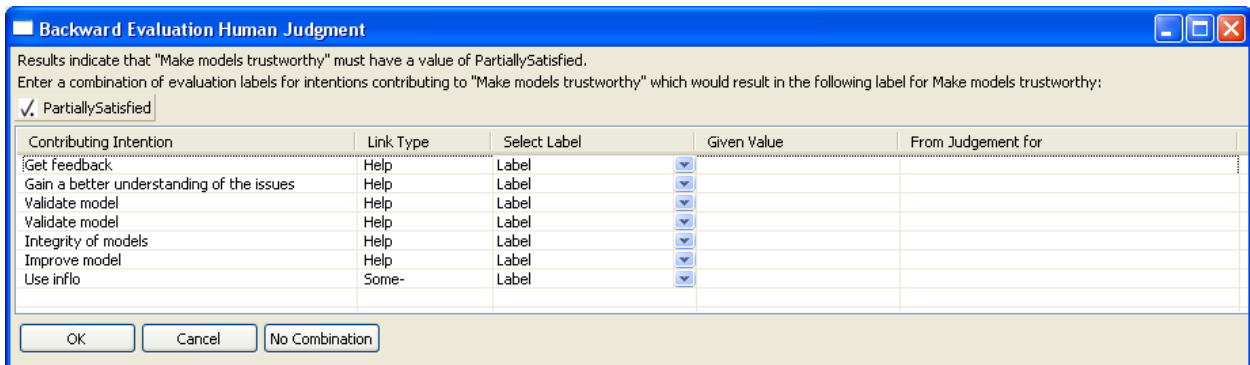 Backward Evaluation Human Judgment
Results indicate that "Make models trustworthy" must have a value of PartiallySatisfied.
Enter a combination of evaluation labels for intentions contributing to "Make models trustworthy" which would result in the following label for Make models trustworthy:
PartiallySatisfied
Contributing Intention Link Type Select Label Given Value From Judgement for
Get feedback Help Label
Gain a better understanding of the issues Help Label
Validate model Help Label
Validate model Help Label
Integrity of models Help Label
Improve model Help Label
Use inflo Some- Label
OK Cancel No Combination